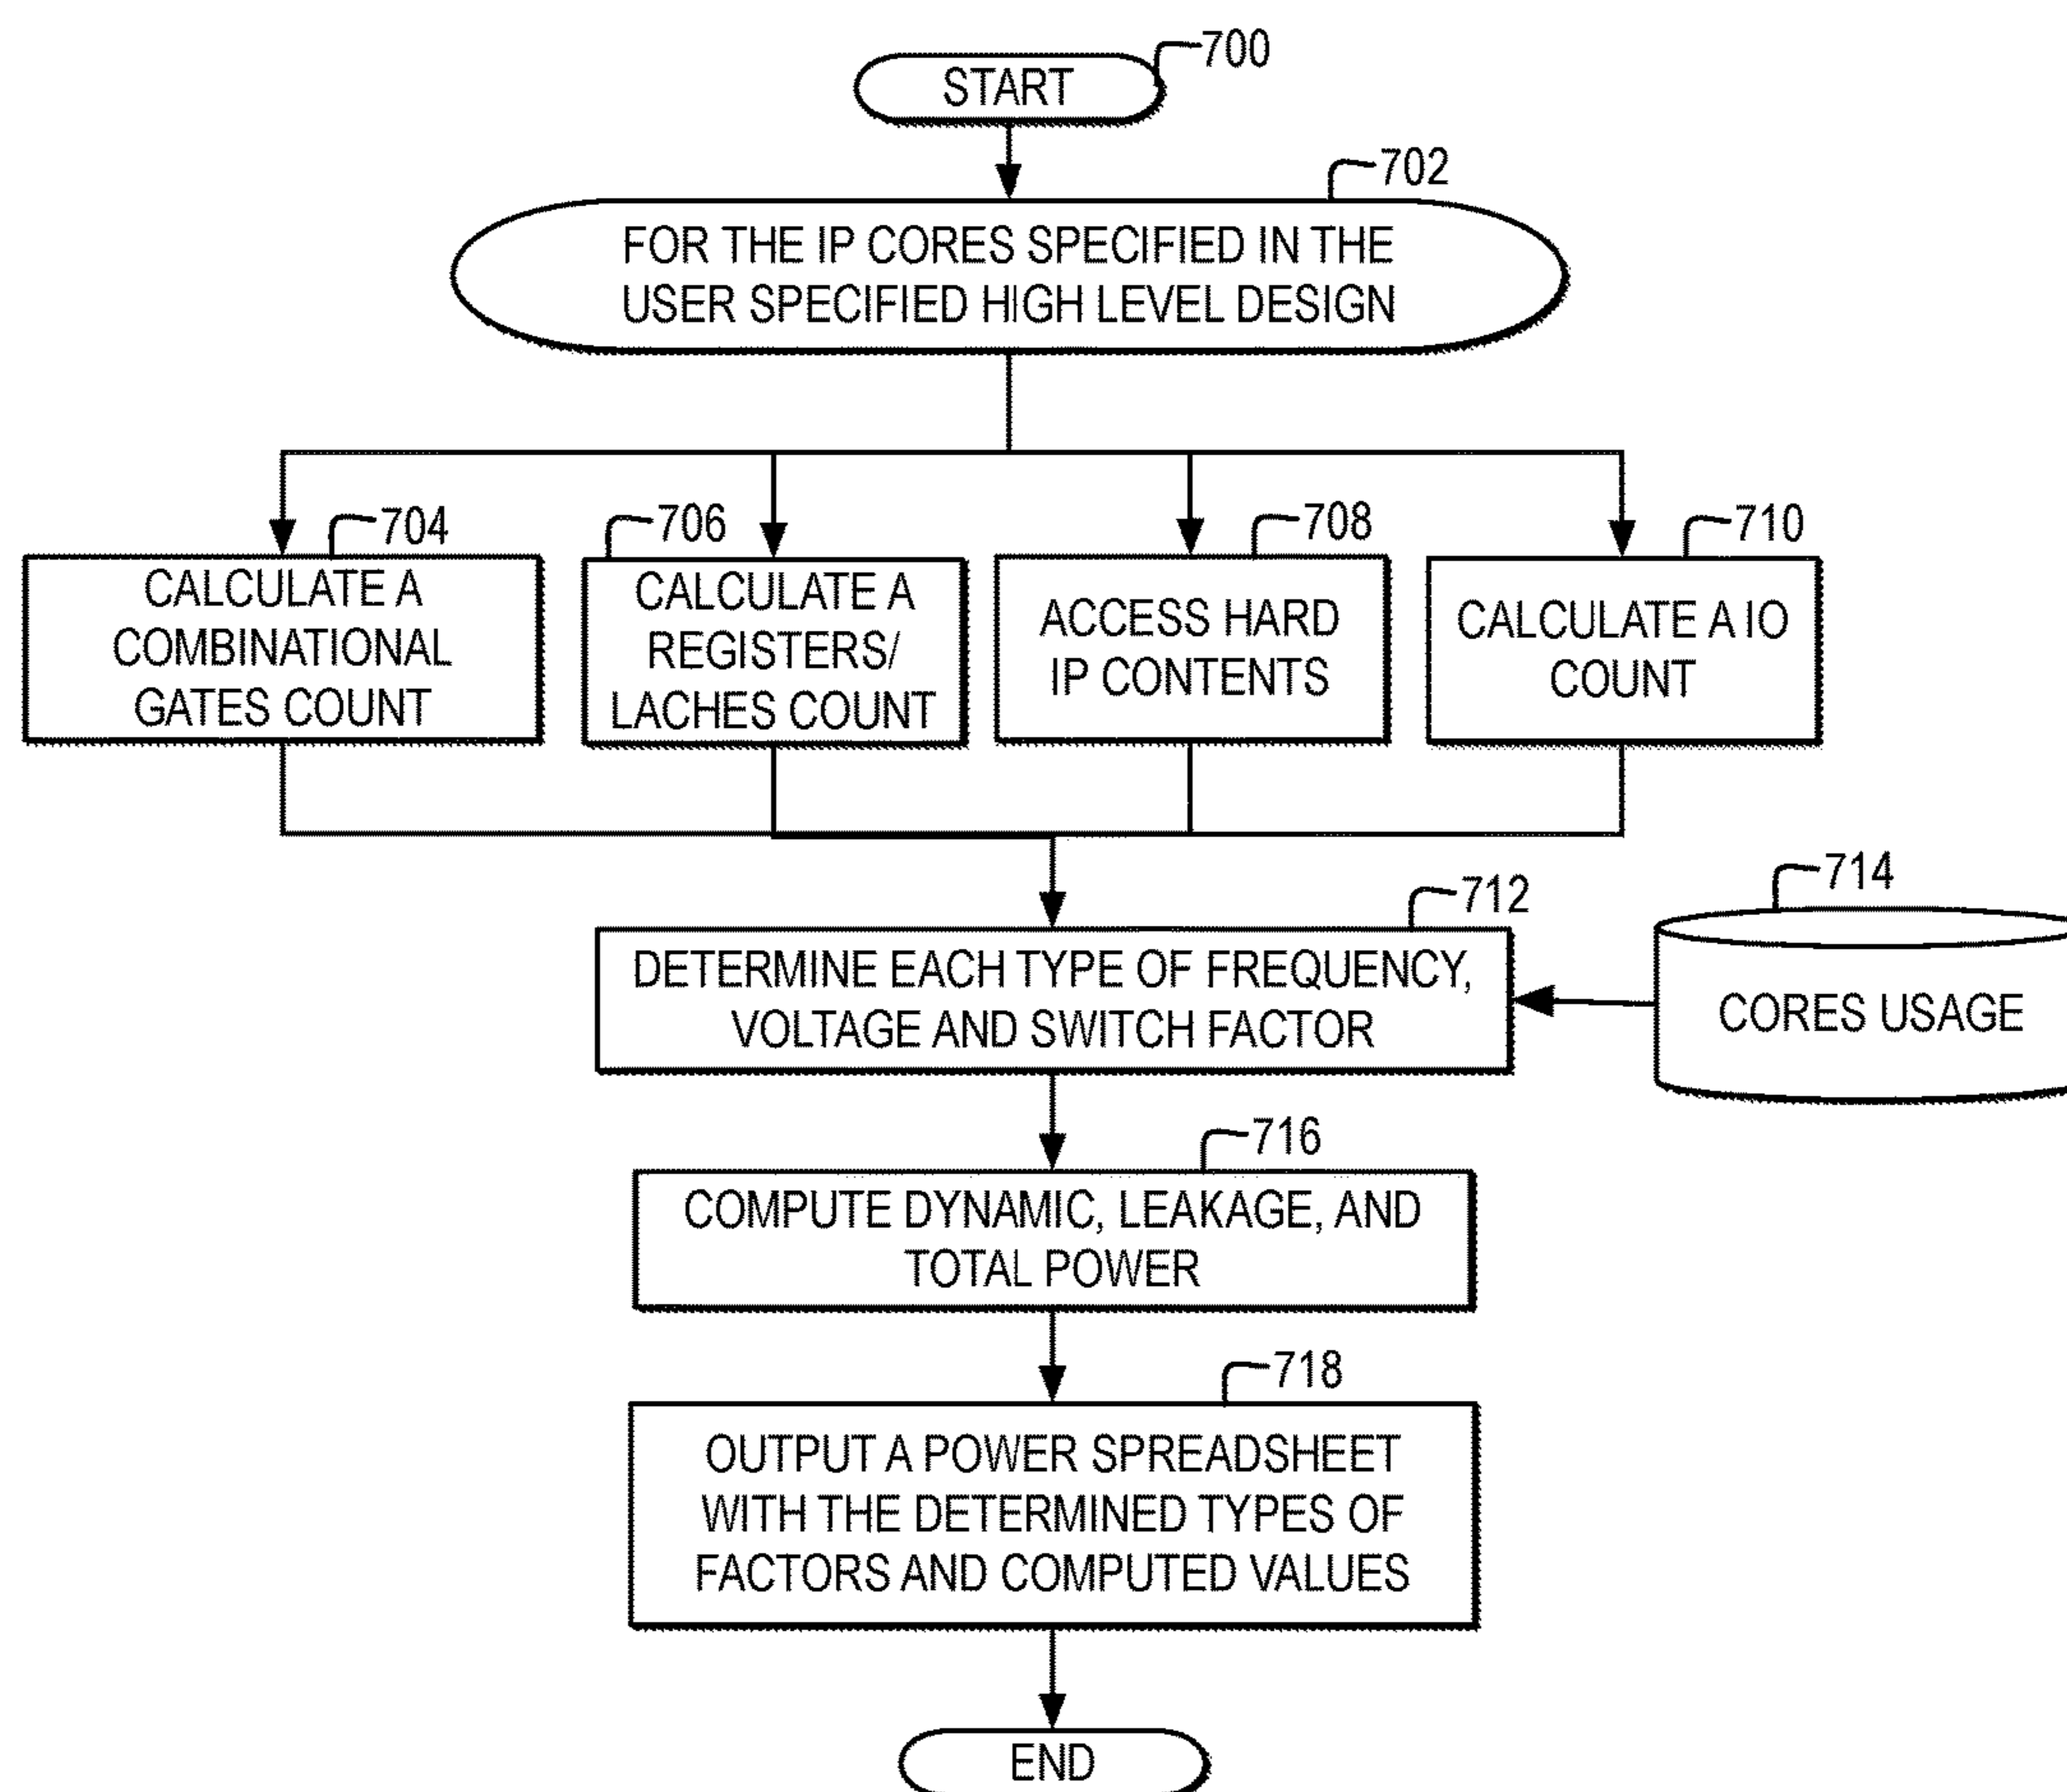 START
700
702
FOR THE IP CORES SPECIFIED IN THE
USER SPECIFIED HIGH LEVEL DESIGN
704
CALCULATE A
COMBINATIONAL
GATES COUNT
706
CALCULATE A
REGISTERS/
LACHES COUNT
708
ACCESS HARD
IP CONTENTS
710
CALCULATE A IO
COUNT
712
DETERMINE EACH TYPE OF FREQUENCY,
VOLTAGE AND SWITCH FACTOR
714
CORES USAGE
716
COMPUTE DYNAMIC, LEAKAGE, AND
TOTAL POWER
718
OUTPUT A POWER SPREADSHEET
WITH THE DETERMINED TYPES OF
FACTORS AND COMPUTED VALUES
END